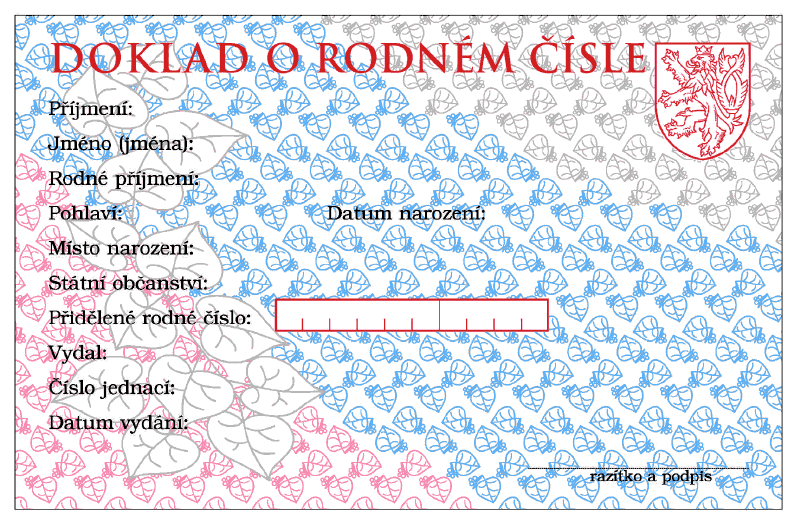 DOKLAD O RODNÉM ČÍSLE
Příjmení:
Jméno (jména):
Rodné příjmení:
Pohlaví: Datum narození:
Místo narození:
Státní občanství:
Přidělené rodné číslo:
Vydal:
Číslo jednací:
Datum vydání:
razítko a podpis